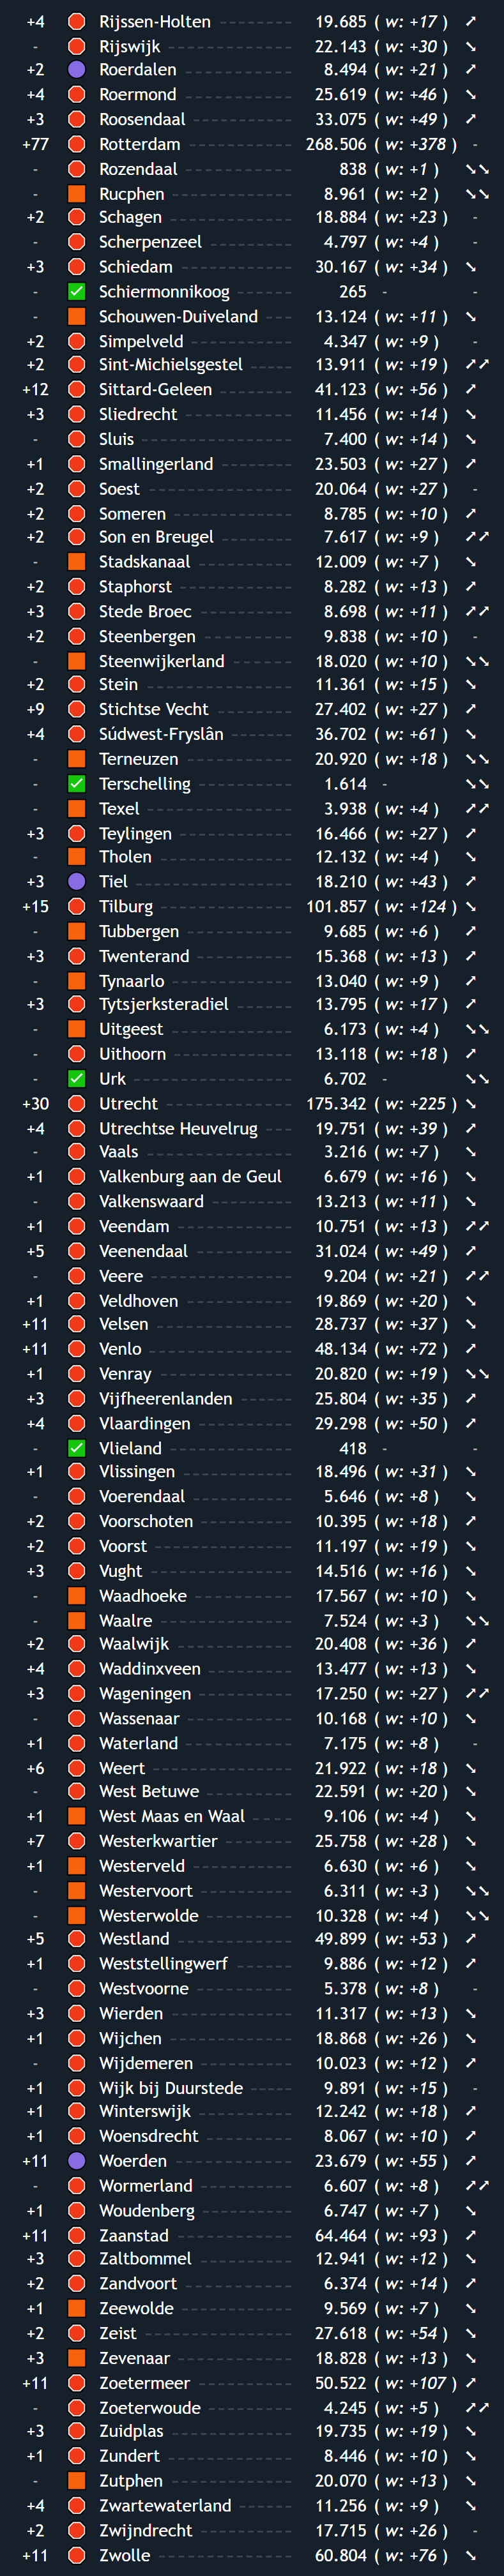 +4 Rijssen-Holten 19.685 ( w: +17 ) ➚
- Rijswijk 22.143 ( w: +30 ) ➘
+2 Roerdalen 8.494 ( w: +21 ) ➚
+4 Roermond 25.619 ( w: +46 ) ➘
+3 Roosendaal 33.075 ( w: +49 ) ➚
+77 Rotterdam 268.506 ( w: +378 ) -
- Rozendaal 838 ( w: +1 ) ➘➘
- Rucphen 8.961 ( w: +2 ) ➘➘
+2 Schagen 18.884 ( w: +23 ) -
- Scherpenzeel 4.797 ( w: +4 ) -
+3 Schiedam 30.167 ( w: +34 ) ➘
- Schiermonnikoog 265 - -
- Schouwen-Duiveland 13.124 ( w: +11 ) ➘
+2 Simpelveld 4.347 ( w: +9 ) -
+2 Sint-Michielsgestel 13.911 ( w: +19 ) ➚➚
+12 Sittard-Geleen 41.123 ( w: +56 ) ➚
+3 Sliedrecht 11.456 ( w: +14 ) ➘
- Sluis 7.400 ( w: +14 ) ➘
+1 Smallingerland 23.503 ( w: +27 ) ➚
+2 Soest 20.064 ( w: +27 ) -
+2 Someren 8.785 ( w: +10 ) ➚
+2 Son en Breugel 7.617 ( w: +9 ) ➚➚
- Stadskanaal 12.009 ( w: +7 ) ➘
+2 Staphorst 8.282 ( w: +13 ) ➚
+3 Stede Broec 8.698 ( w: +11 ) ➚➚
+2 Steenbergen 9.838 ( w: +10 ) -
- Steenwijkerland 18.020 ( w: +10 ) ➘➘
+2 Stein 11.361 ( w: +15 ) ➘
+9 Stichtse Vecht 27.402 ( w: +27 ) ➚
+4 Súdwest-Fryslân 36.702 ( w: +61 ) ➘
- Terneuzen 20.920 ( w: +18 ) ➘➘
- Terschelling 1.614 - ➘➘
- Texel 3.938 ( w: +4 ) ➚➚
+3 Teylingen 16.466 ( w: +27 ) ➚
- Tholen 12.132 ( w: +4 ) ➘
+3 Tiel 18.210 ( w: +43 ) ➚
+15 Tilburg 101.857 ( w: +124 ) ➘
- Tubbergen 9.685 ( w: +6 ) ➚
+3 Twenterand 15.368 ( w: +13 ) ➚
- Tynaarlo 13.040 ( w: +9 ) ➚
+3 Tytsjerksteradiel 13.795 ( w: +17 ) ➚
- Uitgeest 6.173 ( w: +4 ) ➘➘
- Uithoorn 13.118 ( w: +18 ) ➚
- Urk 6.702 - ➘➘
+30 Utrecht 175.342 ( w: +225 ) ➘
+4 Utrechtse Heuvelrug 19.751 ( w: +39 ) ➚
- Vaals 3.216 ( w: +7 ) ➘
+1 Valkenburg aan de Geul 6.679 ( w: +16 ) ➘
- Valkenswaard 13.213 ( w: +11 ) ➘
+1 Veendam 10.751 ( w: +13 ) ➚➚
+5 Veenendaal 31.024 ( w: +49 ) ➚
- Veere 9.204 ( w: +21 ) ➚➚
+1 Veldhoven 19.869 ( w: +20 ) ➘
+11 Velsen 28.737 ( w: +37 ) ➘
+11 Venlo 48.134 ( w: +72 ) ➚
+1 Venray 20.820 ( w: +19 ) ➘➘
+3 Vijfheerenlanden 25.804 ( w: +35 ) ➚
+4 Vlaardingen 29.298 ( w: +50 ) ➚
- Vlieland 418 - -
+1 Vlissingen 18.496 ( w: +31 ) ➘
- Voerendaal 5.646 ( w: +8 ) ➘
+2 Voorschoten 10.395 ( w: +18 ) ➚
+2 Voorst 11.197 ( w: +19 ) ➘
+3 Vught 14.516 ( w: +16 ) ➘
- Waadhoeke 17.567 ( w: +10 ) ➘
- Waalre 7.524 ( w: +3 ) ➘➘
+2 Waalwijk 20.408 ( w: +36 ) ➚
+4 Waddinxveen 13.477 ( w: +13 ) ➘
+3 Wageningen 17.250 ( w: +27 ) ➚➚
- Wassenaar 10.168 ( w: +10 ) ➘
+1 Waterland 7.175 ( w: +8 ) -
+6 Weert 21.922 ( w: +18 ) ➘
- West Betuwe 22.591 ( w: +20 ) ➘
+1 West Maas en Waal 9.106 ( w: +4 ) ➘
+7 Westerkwartier 25.758 ( w: +28 ) ➘
+1 Westerveld 6.630 ( w: +6 ) ➘
- Westervoort 6.311 ( w: +3 ) ➘➘
- Westerwolde 10.328 ( w: +4 ) ➘➘
+5 Westland 49.899 ( w: +53 ) ➚
+1 Weststellingwerf 9.886 ( w: +12 ) ➚
- Westvoorne 5.378 ( w: +8 ) -
+3 Wierden 11.317 ( w: +13 ) ➘
+1 Wijchen 18.868 ( w: +26 ) ➘
- Wijdemeren 10.023 ( w: +12 ) ➚
+1 Wijk bij Duurstede 9.891 ( w: +15 ) -
+1 Winterswijk 12.242 ( w: +18 ) ➚
+1 Woensdrecht 8.067 ( w: +10 ) ➚
+11 Woerden 23.679 ( w: +55 ) ➚
- Wormerland 6.607 ( w: +8 ) ➚➚
+1 Woudenberg 6.747 ( w: +7 ) ➘
+11 Zaanstad 64.464 ( w: +93 ) ➚
+3 Zaltbommel 12.941 ( w: +12 ) ➘
+2 Zandvoort 6.374 ( w: +14 ) ➚
+1 Zeewolde 9.569 ( w: +7 ) ➘
+2 Zeist 27.618 ( w: +54 ) ➘
+3 Zevenaar 18.828 ( w: +13 ) ➘
+11 Zoetermeer 50.522 ( w: +107 ) ➚
- Zoeterwoude 4.245 ( w: +5 ) ➚➚
+3 Zuidplas 19.735 ( w: +19 ) ➘
+1 Zundert 8.446 ( w: +10 ) ➘
- Zutphen 20.070 ( w: +13 ) ➘
+4 Zwartewaterland 11.256 ( w: +9 ) ➘
+2 Zwijndrecht 17.715 ( w: +26 ) -
+11 Zwolle 60.804 ( w: +76 ) ➘